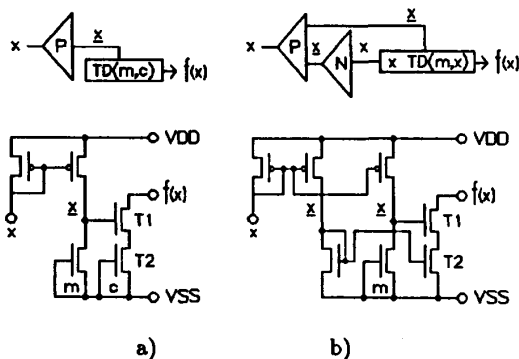 x P x̲ TD(m,c) f(x)
x P x̲ N x x̲ x TD(m,x) f(x)
VDD VDD
x x̲ f(x) T1 T2 m c VSS
x x̲ x̲ f(x) T1 T2 m VSS
a) b)